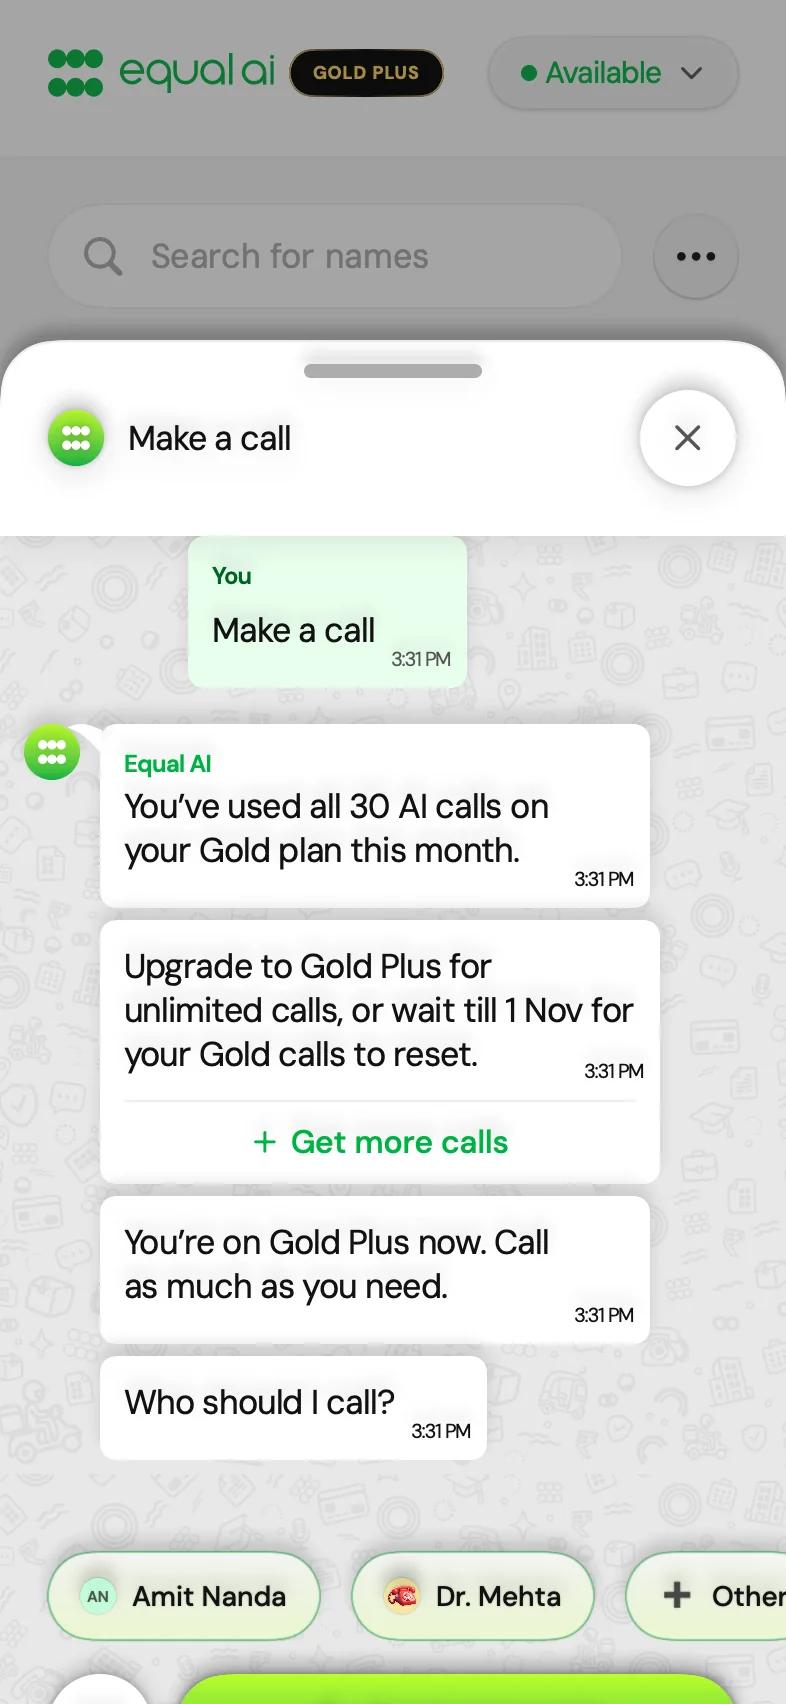 equal ai
GOLD PLUS
Available
Search for names
Make a call
You
Make a call
3:31 PM
Equal AI
You've used all 30 AI calls on
your Gold plan this month.
3:31 PM
Upgrade to Gold Plus for
unlimited calls, or wait till 1 Nov for
your Gold calls to reset.
3:31 PM
+ Get more calls
You're on Gold Plus now. Call
as much as you need.
3:31 PM
Who should I call?
3:31 PM
AN
Amit Nanda
Dr. Mehta
+ Other